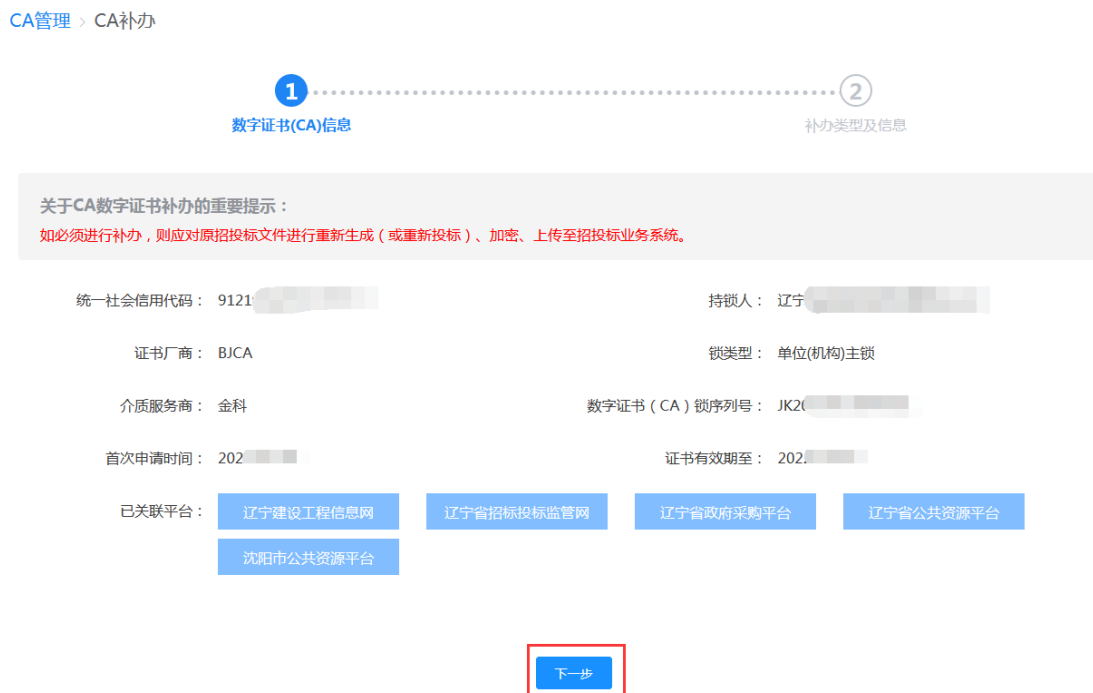 CA管理 > CA补办
1 2
数字证书(CA)信息 补办类型及信息
关于CA数字证书补办的重要提示：
如必须进行补办，则应对原招投标文件进行重新生成（或重新投标）、加密、上传至招投标业务系统。
统一社会信用代码： 9121 持锁人： 辽宁
证书厂商： BJCA 锁类型： 单位(机构)主锁
介质服务商： 金科 数字证书（CA）锁序列号： JK20
首次申请时间： 202 证书有效期至： 202
已关联平台： 辽宁建设工程信息网 辽宁省招标投标监管网 辽宁省政府采购平台 辽宁省公共资源平台
沈阳市公共资源平台
下一步